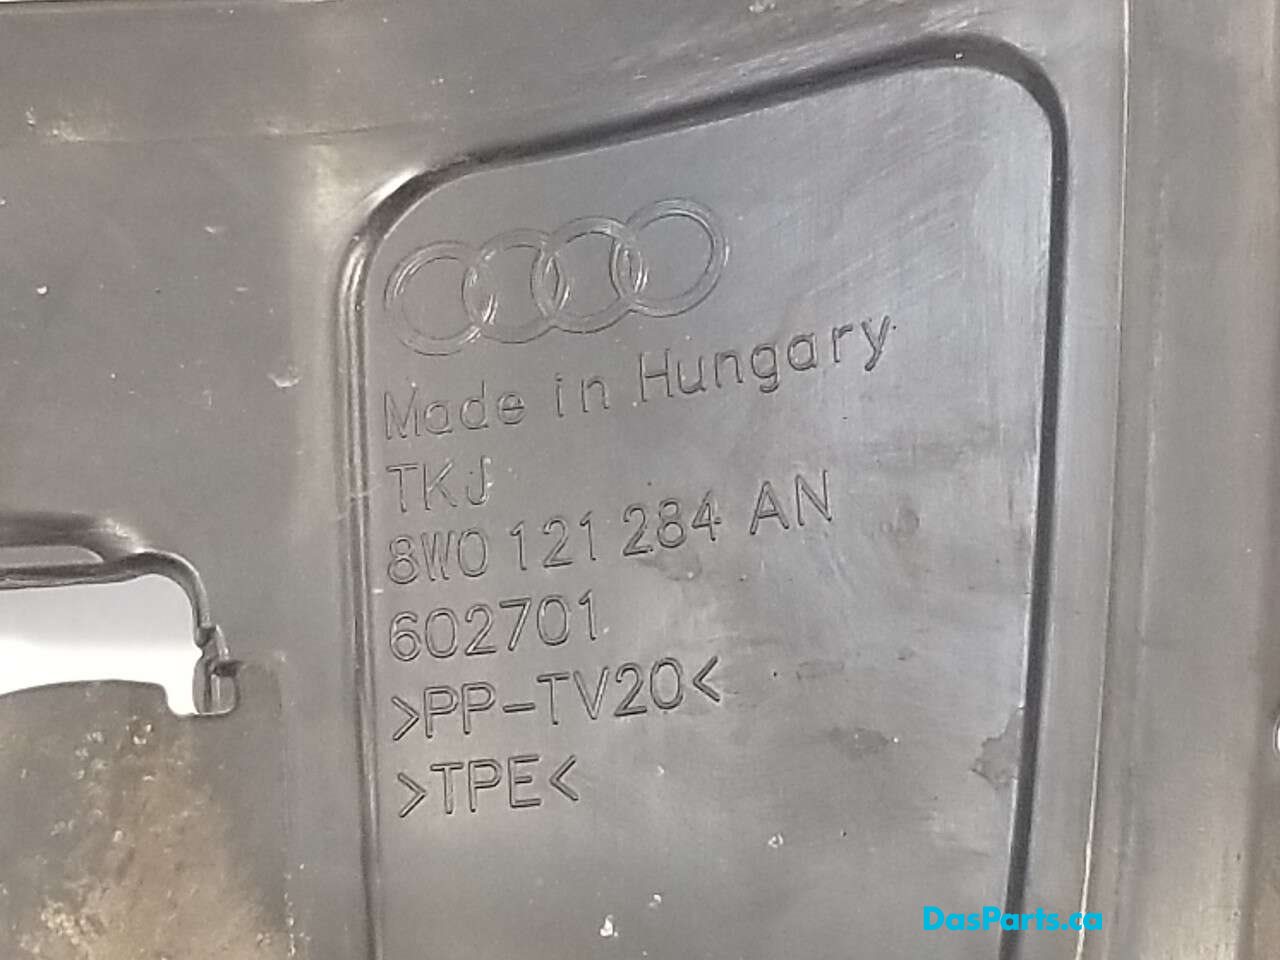 Made in Hungary
TKJ
8W0 121 284 AN
602701
>PP-TV20<
>TPE<
DasParts.ca